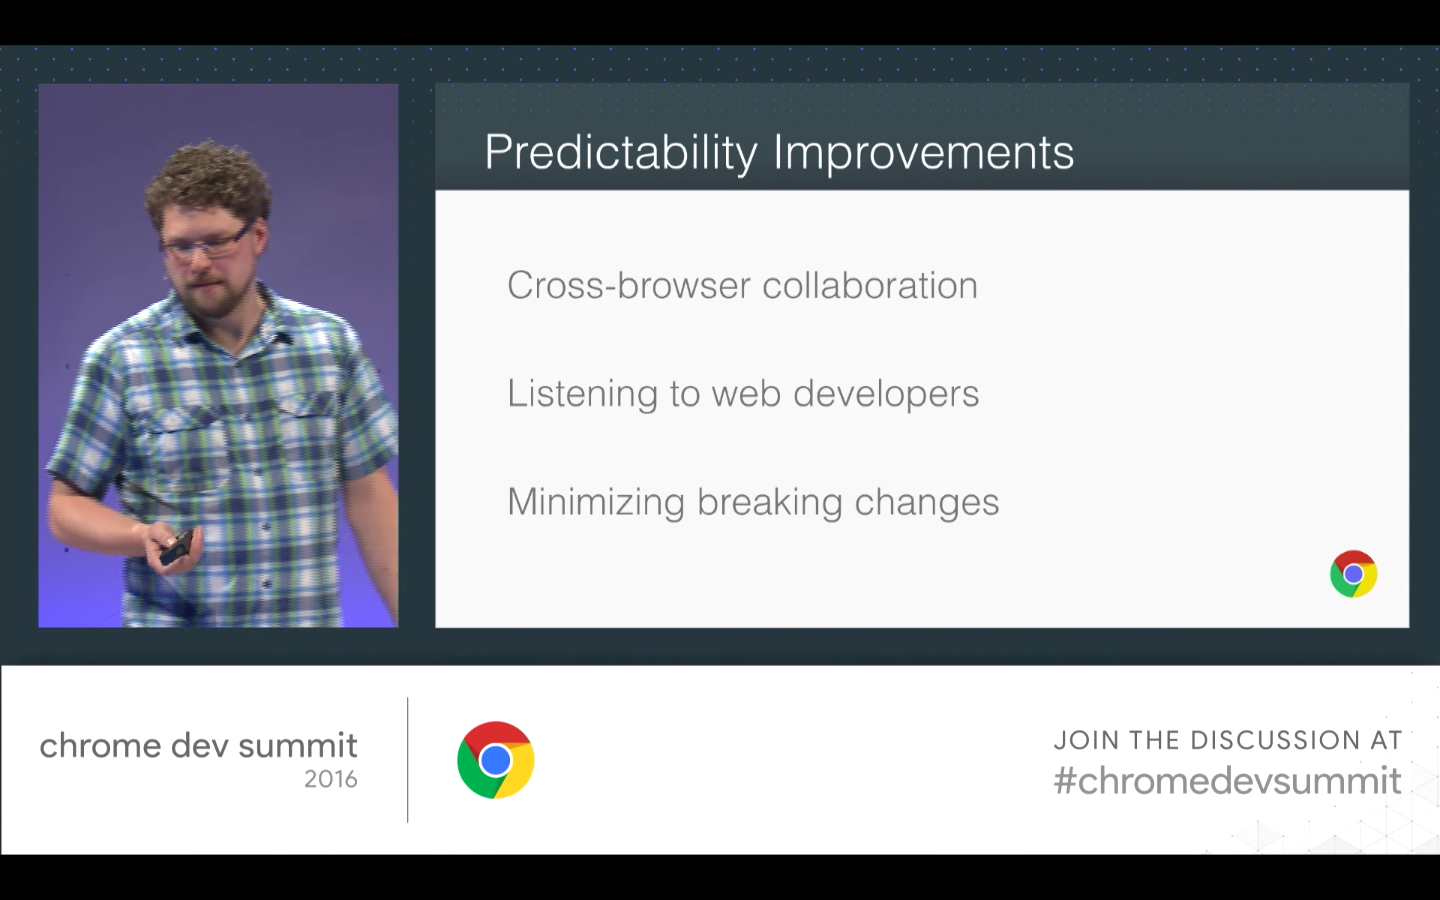 Predictability Improvements
Cross-browser collaboration
Listening to web developers
Minimizing breaking changes
chrome dev summit
2016
JOIN THE DISCUSSION AT
#chromedevsummit